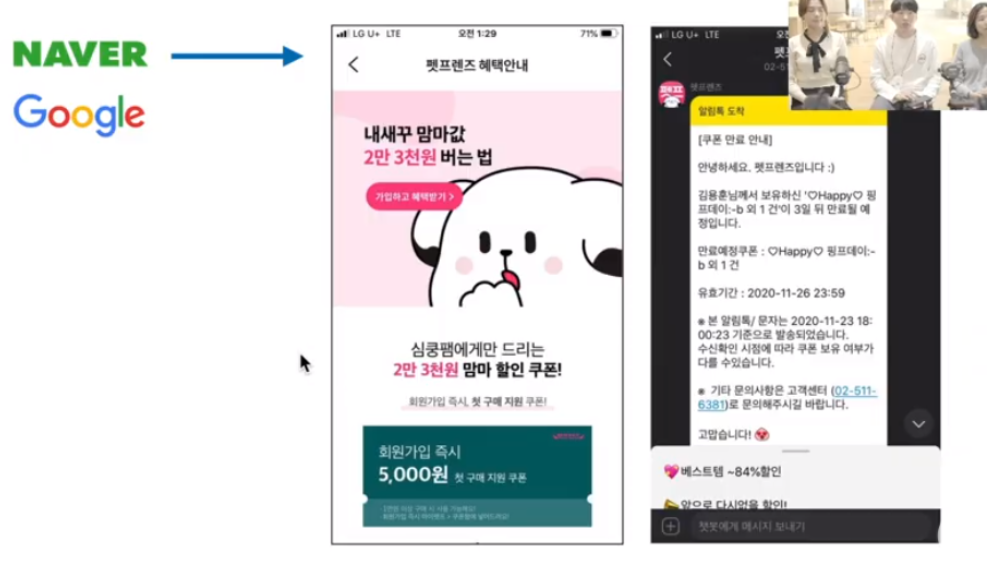 NAVER
Google
LG U+ LTE
오전 1:29
71%
펫프렌즈 혜택안내
내새꾸 맘마값
2만 3천원 버는 법
가입하고 혜택받기 >
심쿵팸에게만 드리는
2만 3천원 맘마 할인 쿠폰!
회원가입 즉시, 첫 구매 지원 쿠폰!
회원가입 즉시
5,000원 첫 구매 지원 쿠폰
LG U+ LTE
펫프렌즈
알림톡 도착
[쿠폰 만료 안내]
안녕하세요. 펫프렌즈입니다 :)
김용훈님께서 보유하신 '♡Happy♡ 핑
프데이:-b 외 1 건'이 3일 뒤 만료될 예
정입니다.
만료예정쿠폰 : ♡Happy♡ 핑프데이:-
b 외 1 건
유효기간 : 2020-11-26 23:59
※ 본 알림톡/ 문자는 2020-11-23 18:
00:23 기준으로 발송되었습니다.
수신확인 시점에 따라 쿠폰 보유 여부가
다를 수있습니다.
※ 기타 문의사항은 고객센터 (02-511-
6381)로 문의해주시길 바랍니다.
고맙습니다!
베스트템 ~84%할인
앞으로 다시없을 할인!
챗봇에게 메시지 보내기